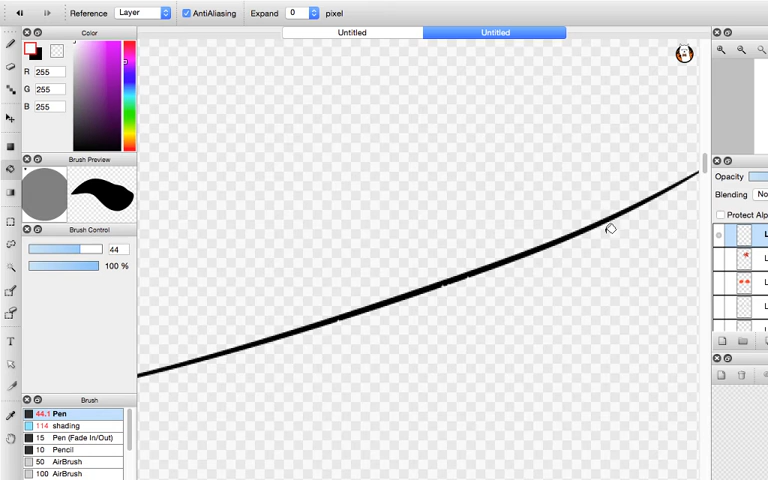 Reference Layer AntiAliasing Expand 0 pixel
Color
Untitled
Untitled
R 255
G 255
B 255
Brush Preview
Brush Control
44
100 %
Brush
44.1 Pen
114 shading
15 Pen (Fade In/Out)
10 Pencil
50 AirBrush
100 AirBrush
T
Opacity
Blending No
Protect Alp
L
L
L
L
L